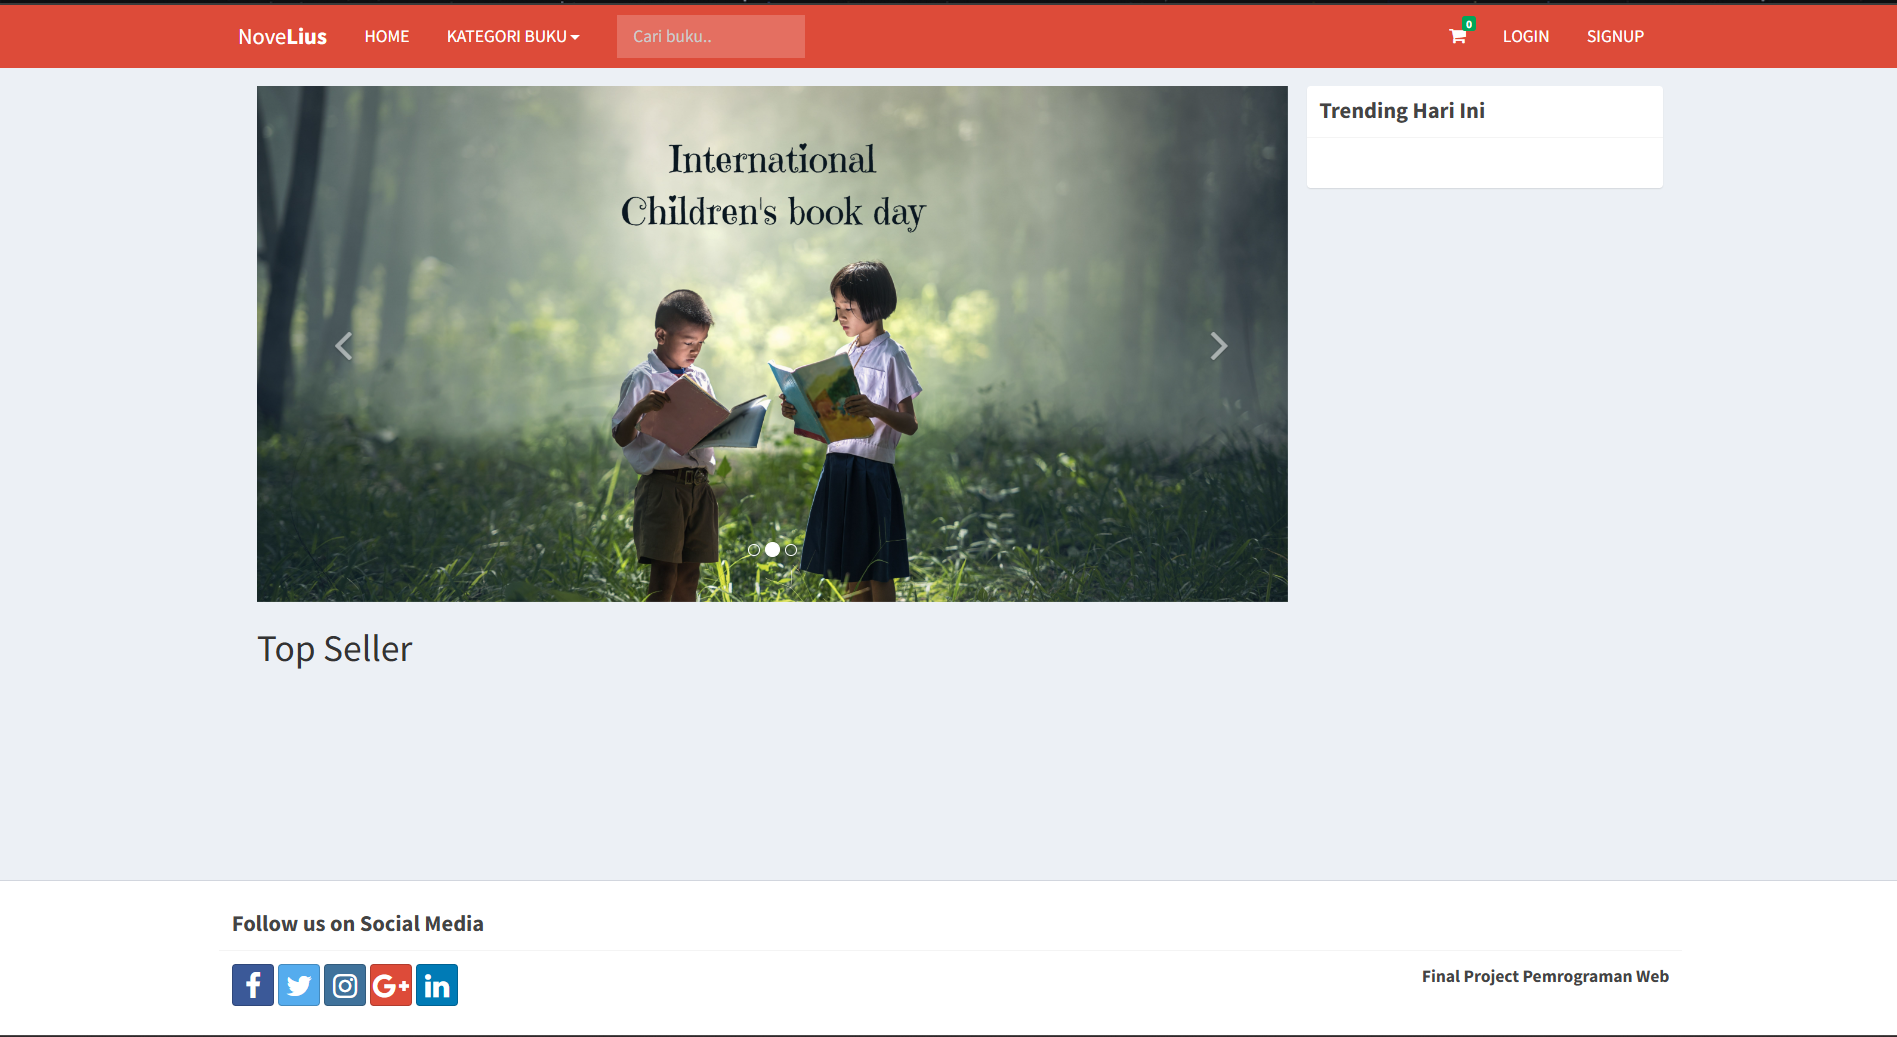 NoveLius HOME KATEGORI BUKU Cari buku.. 0 LOGIN SIGNUP
International
Children's book day
Trending Hari Ini
Top Seller
Follow us on Social Media
Final Project Pemrograman Web